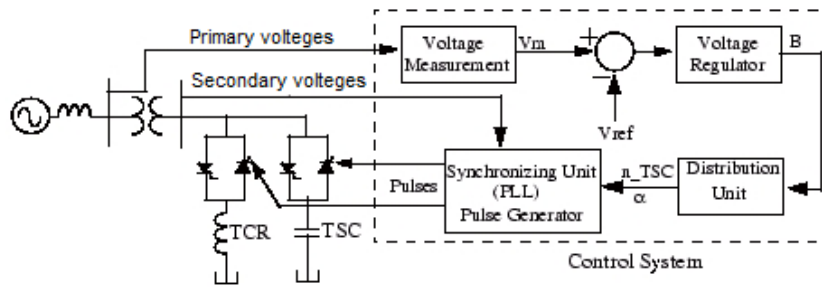 Primary volteges
Voltage
Measurement
Vm
+
−
Vref
Voltage
Regulator
B
Secondary volteges
Synchronizing Unit
(PLL)
Pulse Generator
n_TSC
α
Distribution
Unit
Pulses
TCR
TSC
Control System